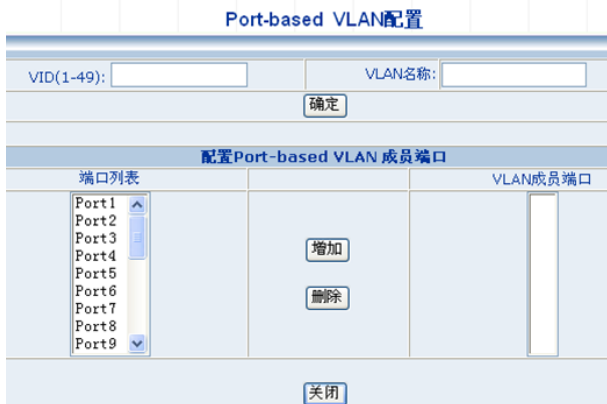 Port-based VLAN配置
VID(1-49): VLAN名称:
确定
配置Port-based VLAN 成员端口
端口列表 VLAN成员端口
Port1
Port2
Port3
Port4
Port5
Port6
Port7
Port8
Port9
增加
删除
关闭